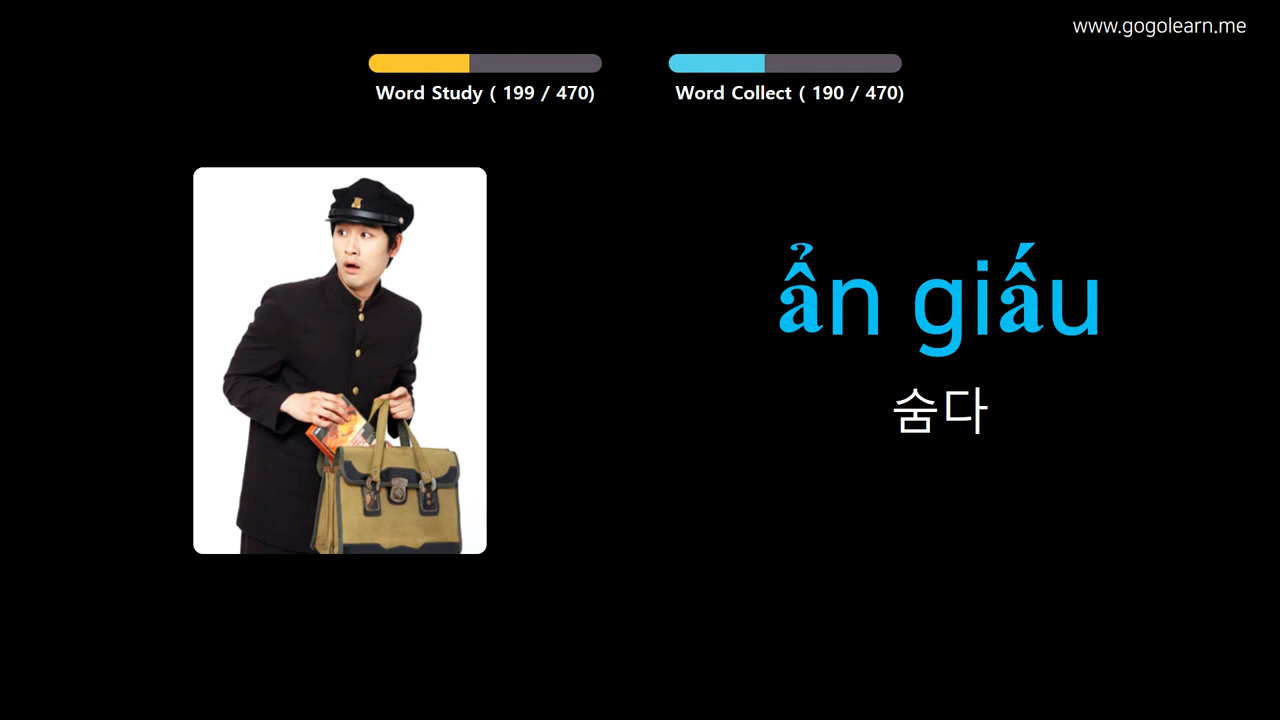 www.gogolearn.me
Word Study ( 199 / 470)
Word Collect ( 190 / 470)
ẩn giấu
숨다